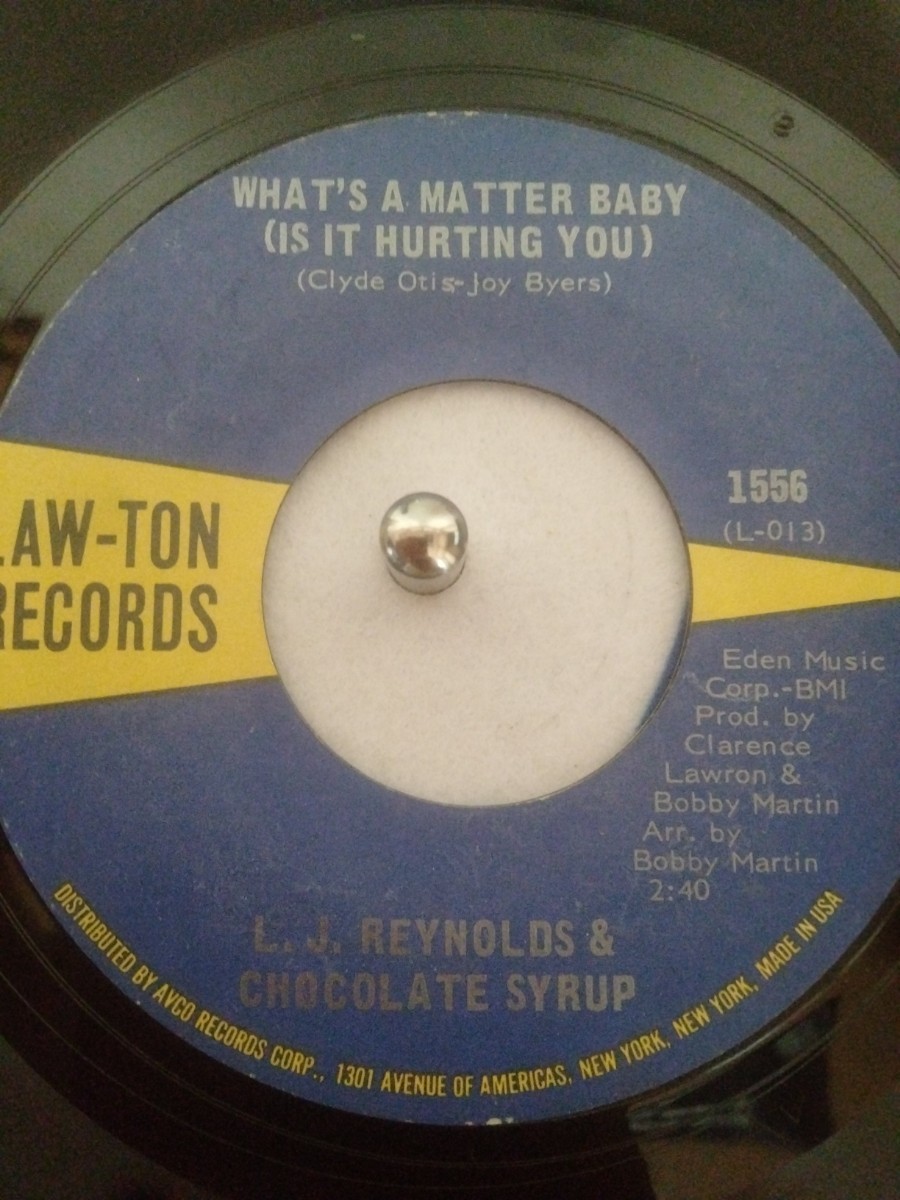 WHAT'S A MATTER BABY
(IS IT HURTING YOU)
(Clyde Otis-Joy Byers)
LAW-TON
RECORDS
1556
(L-013)
Eden Music
Corp.-BMI
Prod. by
Clarence
Lawron &
Bobby Martin
Arr. by
Bobby Martin
2:40
L. J. REYNOLDS &
CHOCOLATE SYRUP
DISTRIBUTED BY AVCO RECORDS CORP., 1301 AVENUE OF AMERICAS, NEW YORK, NEW YORK, MADE IN USA